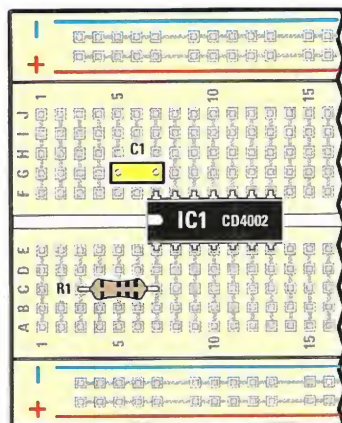 − 
+
1 5 10 15
F G H I J
C1
IC1 CD4002
R1
A B C D E
1 5 10 15
−
+